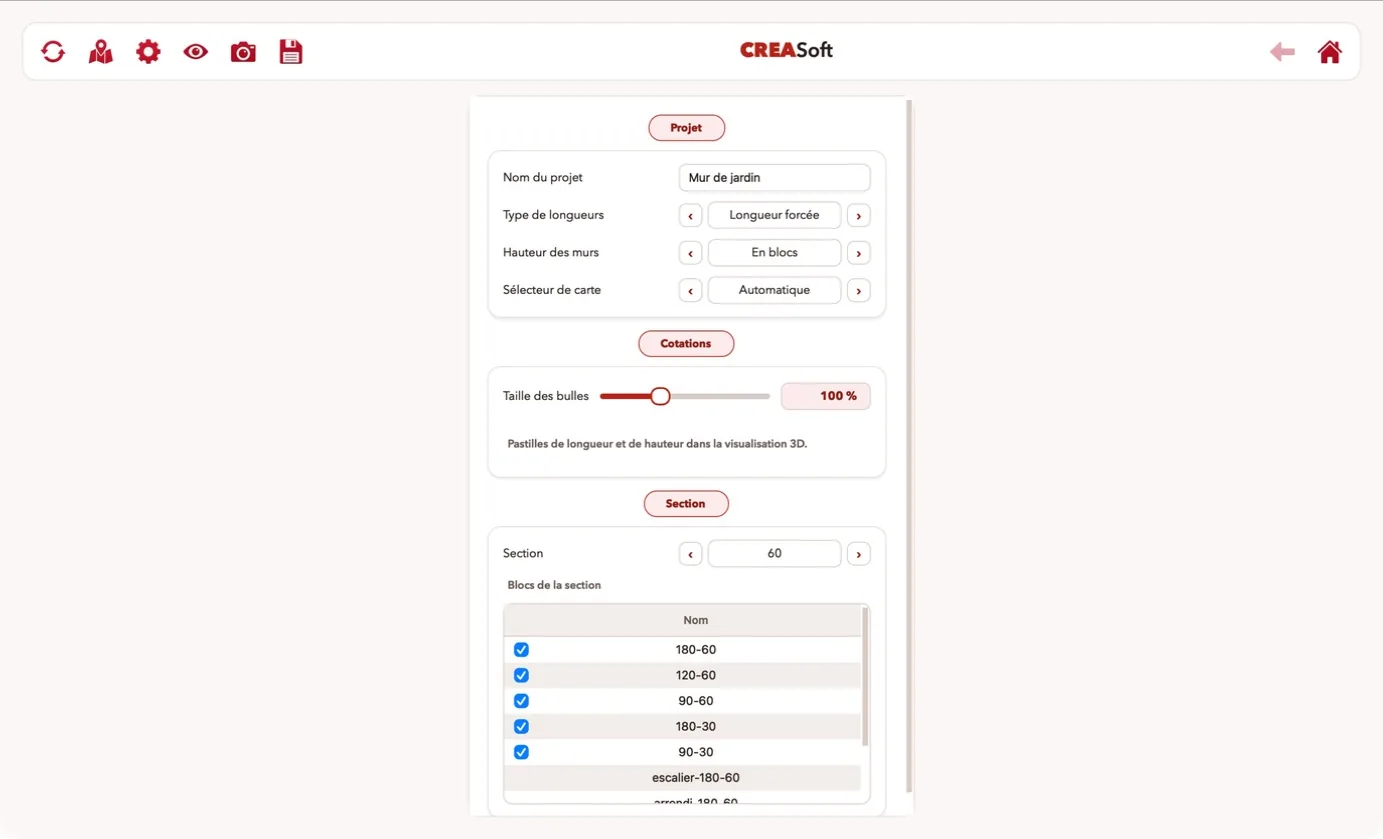 CREASoft
Projet
Nom du projet Mur de jardin
Type de longueurs ‹ Longueur forcée ›
Hauteur des murs ‹ En blocs ›
Sélecteur de carte ‹ Automatique ›
Cotations
Taille des bulles 100 %
Pastilles de longueur et de hauteur dans la visualisation 3D.
Section
Section ‹ 60 ›
Blocs de la section
Nom
180-60
120-60
90-60
180-30
90-30
escalier-180-60
arrondi-180-60